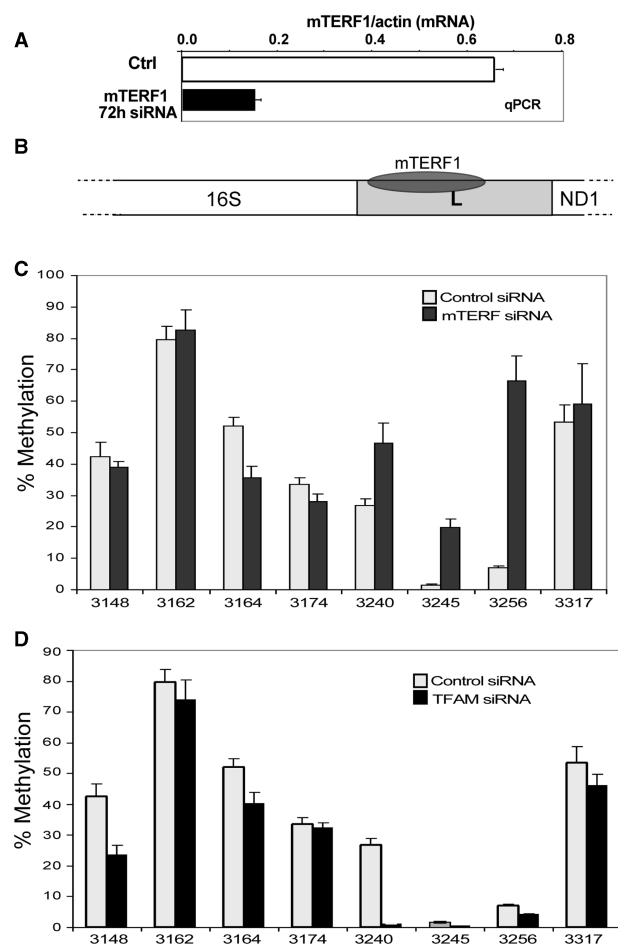 A
mTERF1/actin (mRNA)
0.0 0.2 0.4 0.6 0.8
Ctrl
mTERF1
72h siRNA
qPCR
B
mTERF1
16S L ND1
C
100
90
80
70
60
50
40
30
20
10
0
% Methylation
Control siRNA
mTERF siRNA
3148 3162 3164 3174 3240 3245 3256 3317
D
90
80
70
60
50
40
30
20
10
0
% Methylation
Control siRNA
TFAM siRNA
3148 3162 3164 3174 3240 3245 3256 3317